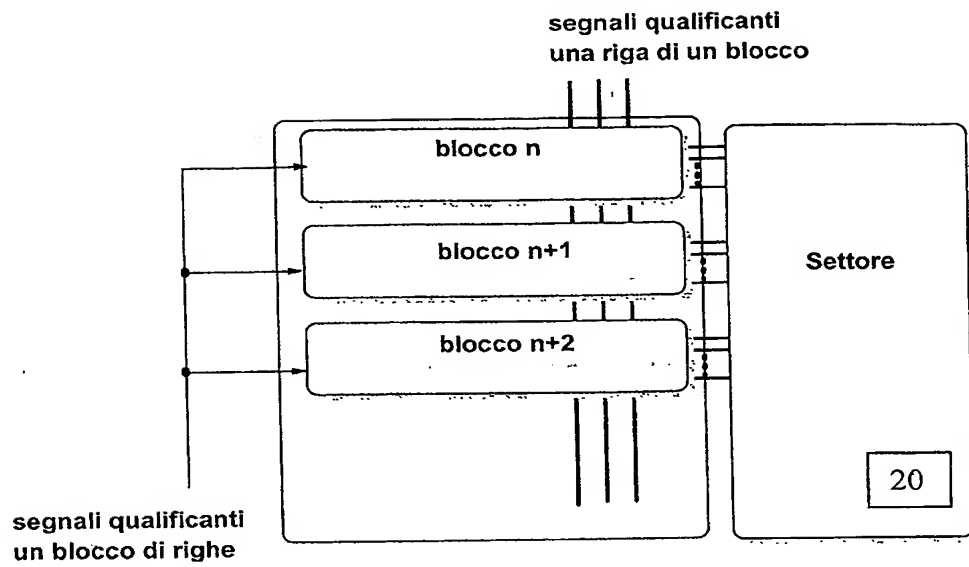 segnali qualificanti
una riga di un blocco
blocco n
blocco n+1
Settore
blocco n+2
20
segnali qualificanti
un blocco di righe